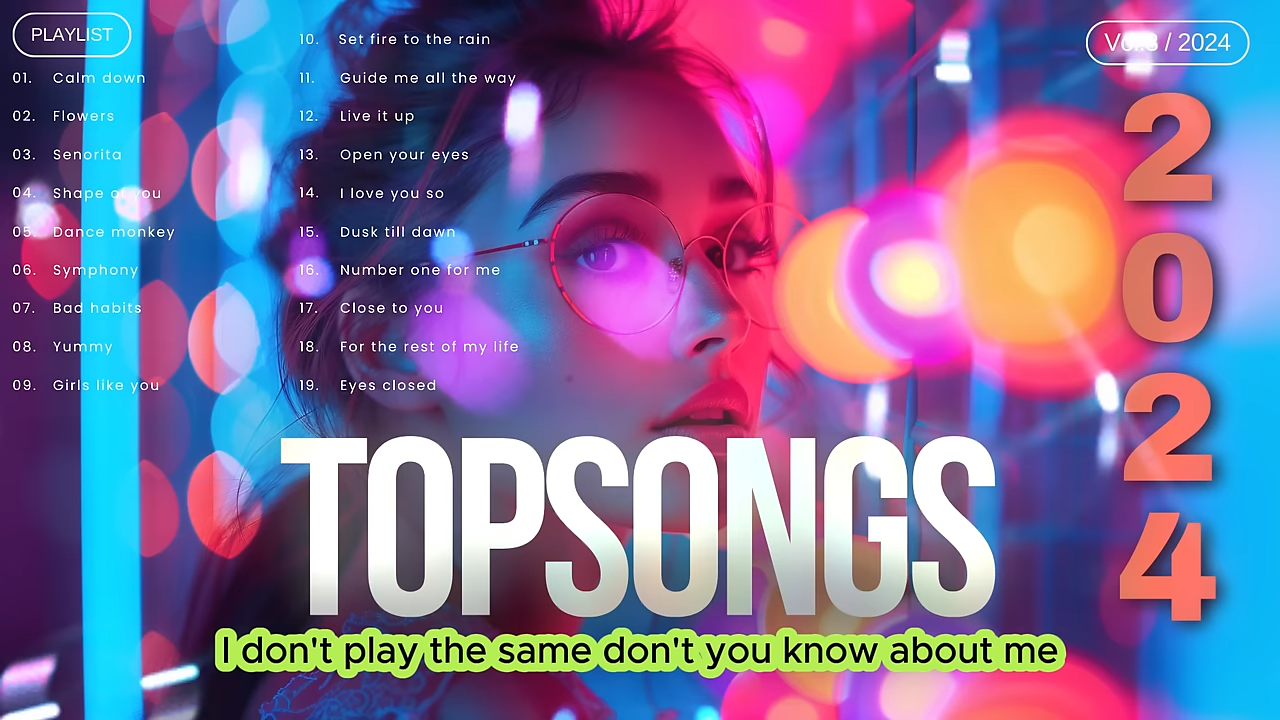 PLAYLIST
01. Calm down
02. Flowers
03. Senorita
04. Shape of you
05. Dance monkey
06. Symphony
07. Bad habits
08. Yummy
09. Girls like you
10. Set fire to the rain
11. Guide me all the way
12. Live it up
13. Open your eyes
14. I love you so
15. Dusk till dawn
16. Number one for me
17. Close to you
18. For the rest of my life
19. Eyes closed
Vol.3 / 2024
2024
TOPSONGS
I don't play the same don't you know about me